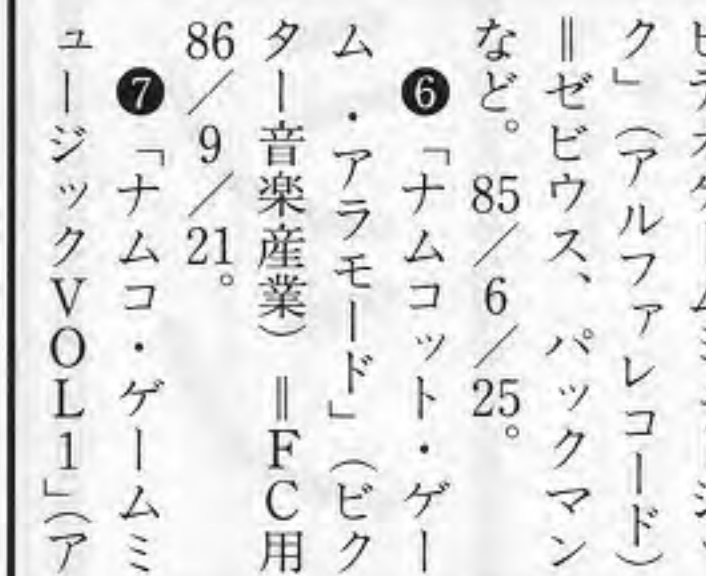 ク」（アルファレコード）
＝ゼビウス、パックマン
など。85／6／25。
❻「ナムコット・ゲー
ム・アラモード」（ビク
ター音楽産業）＝FC用
86／9／21。
❼「ナムコ・ゲームミ
ュージックVOL1」（ア